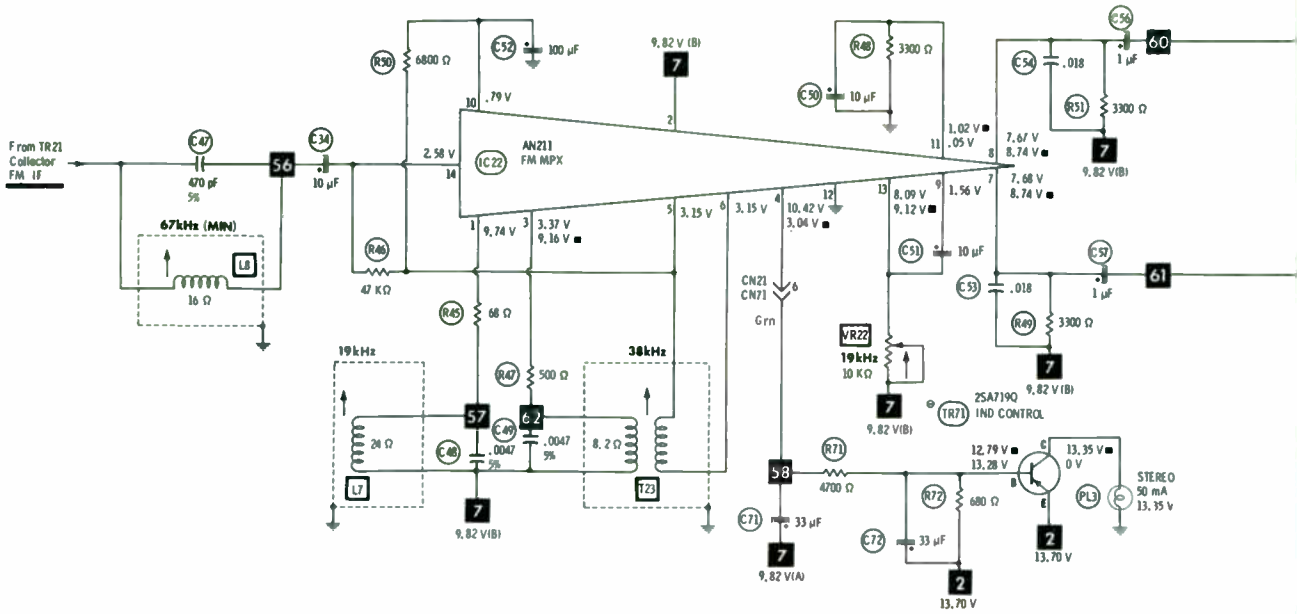 C56
60
1 µF
C52
100 µF
9.82 V (B)
7
R48
3300 Ω
C54
.018
R50
6800 Ω
C50
10 µF
R51
3300 Ω
10
.79 V
2
1.02 V ■
.05 V
11
7.67 V
8.74 V ■
8
7
9.82 V(B)
From TR21
Collector
FM IF
C47
470 pF
5%
56
C34
10 µF
2.58 V
14
IC22
AN211
FM MPX
67kHz (MIN)
L8
16 Ω
1
9.74 V
3
3.37 V
9.16 V ■
5
3.15 V
6
3.15 V
4
10.42 V
3.04 V ■
12
13
8.09 V
9.12 V ■
9
1.56 V
7
7.68 V
8.74 V ■
R46
47 KΩ
C51
10 µF
C57
1 µF
61
C53
.018
R45
68 Ω
CN21
CN71
6
Grn
R49
3300 Ω
VR22
19kHz
10 KΩ
7
9.82 V(B)
19kHz
R47
500 Ω
38kHz
7
9.82 V(B)
⊖
TR71
2SA719Q
IND CONTROL
57
62
24 Ω
C48
.0047
5%
C49
.0047
5%
8.2 Ω
L7
T23
7
9.82 V(B)
58
R71
4700 Ω
12.79 V ■
13.28 V
B
C
13.35 V ■
0 V
E
R72
680 Ω
PL3
STEREO
50 mA
13.35 V
C71
33 µF
C72
33 µF
7
9.82 V(A)
2
13.70 V
2
13.70 V